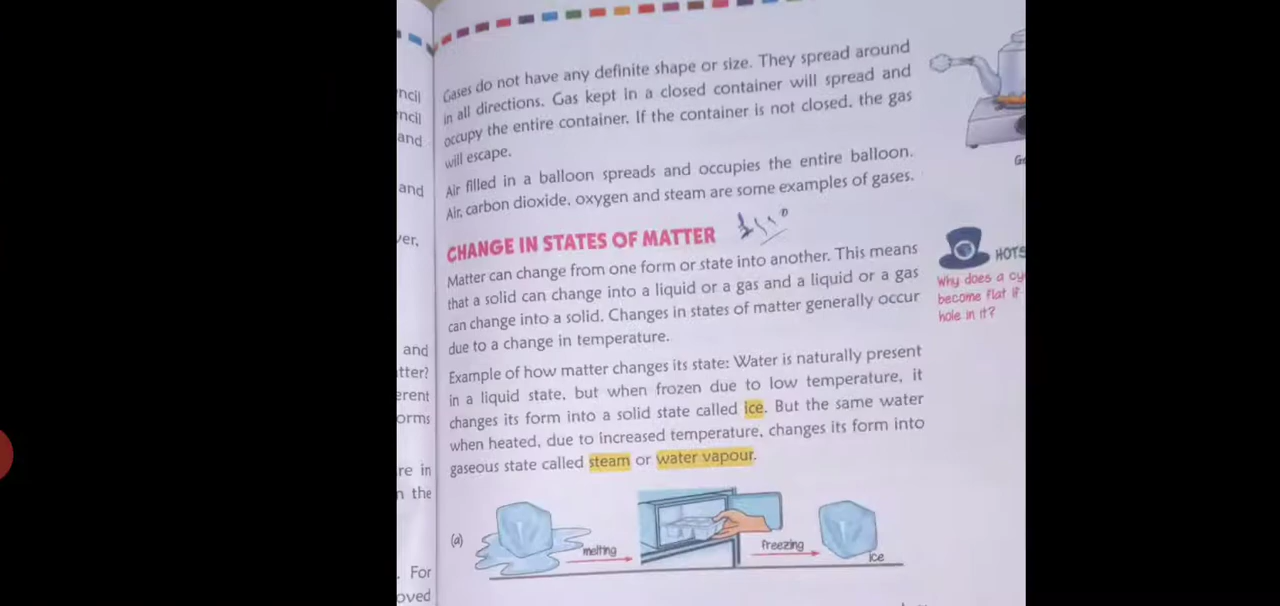 Gases do not have any definite shape or size. They spread around
in all directions. Gas kept in a closed container will spread and
occupy the entire container. If the container is not closed, the gas
will escape.
Air filled in a balloon spreads and occupies the entire balloon.
Air, carbon dioxide, oxygen and steam are some examples of gases.
CHANGE IN STATES OF MATTER
Matter can change from one form or state into another. This means
that a solid can change into a liquid or a gas and a liquid or a gas
can change into a solid. Changes in states of matter generally occur
due to a change in temperature.
Example of how matter changes its state: Water is naturally present
in a liquid state, but when frozen due to low temperature, it
changes its form into a solid state called ice. But the same water
when heated, due to increased temperature, changes its form into
gaseous state called steam or water vapour.
(a)
melting
freezing
ice
HOTS
Why does a cy
become flat if
hole in it?
ncil
ncil
and
and
ver,
and
tter?
erent
orms
re in
n the
. For
oved